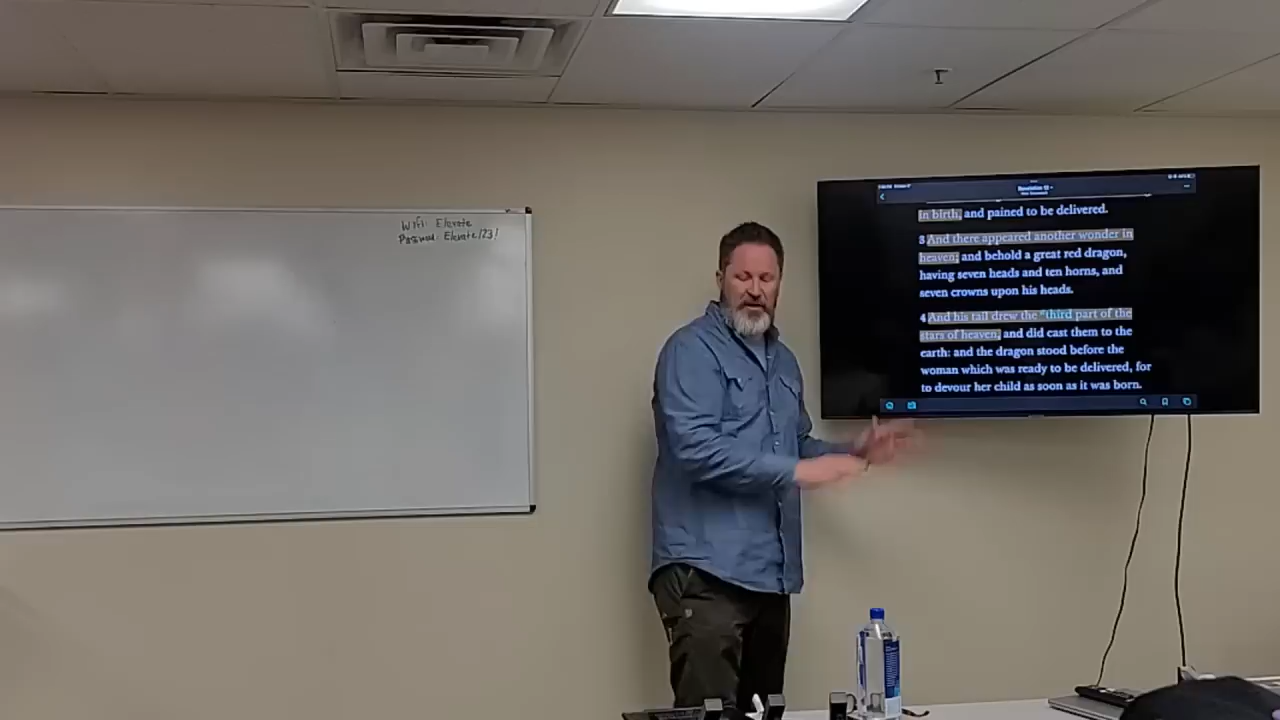 Wifi: Elevate
Revelation 12
in birth, and pained to be delivered.
3 And there appeared another wonder in
heaven; and behold a great red dragon,
having seven heads and ten horns, and
seven crowns upon his heads.
4 And his tail drew the "third part of the
stars of heaven, and did cast them to the
earth: and the dragon stood before the
woman which was ready to be delivered, for
to devour her child as soon as it was born.